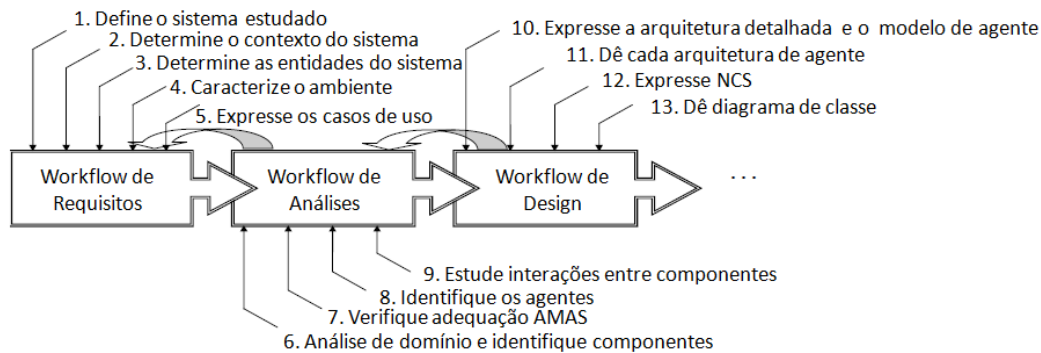 1. Define o sistema estudado
2. Determine o contexto do sistema
3. Determine as entidades do sistema
4. Caracterize o ambiente
5. Expresse os casos de uso
10. Expresse a arquitetura detalhada e o modelo de agente
11. Dê cada arquitetura de agente
12. Expresse NCS
13. Dê diagrama de classe
Workflow de
Requisitos
Workflow de
Análises
Workflow de
Design
...
9. Estude interações entre componentes
8. Identifique os agentes
7. Verifique adequação AMAS
6. Análise de domínio e identifique componentes